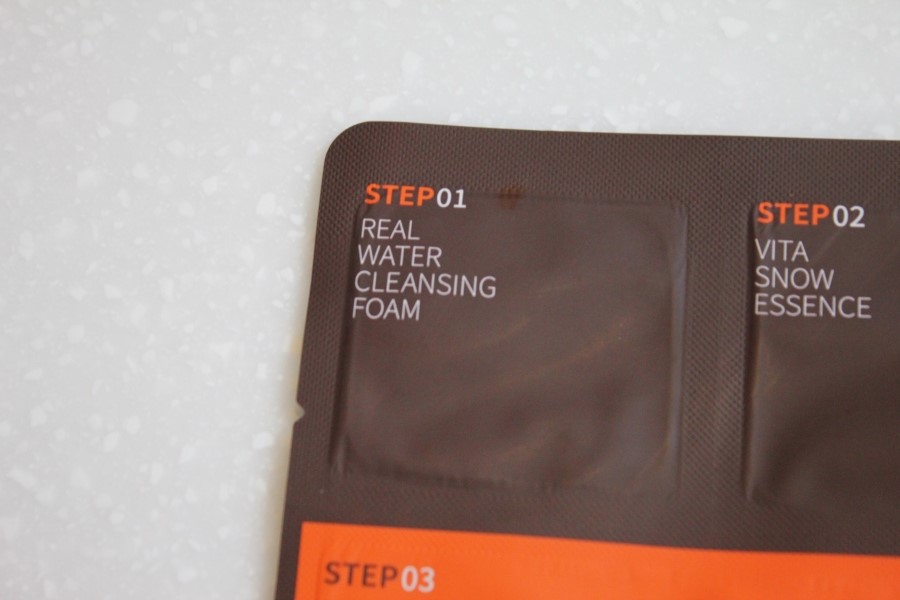 STEP01
REAL
WATER
CLEANSING
FOAM
STEP02
VITA
SNOW
ESSENCE
STEP03